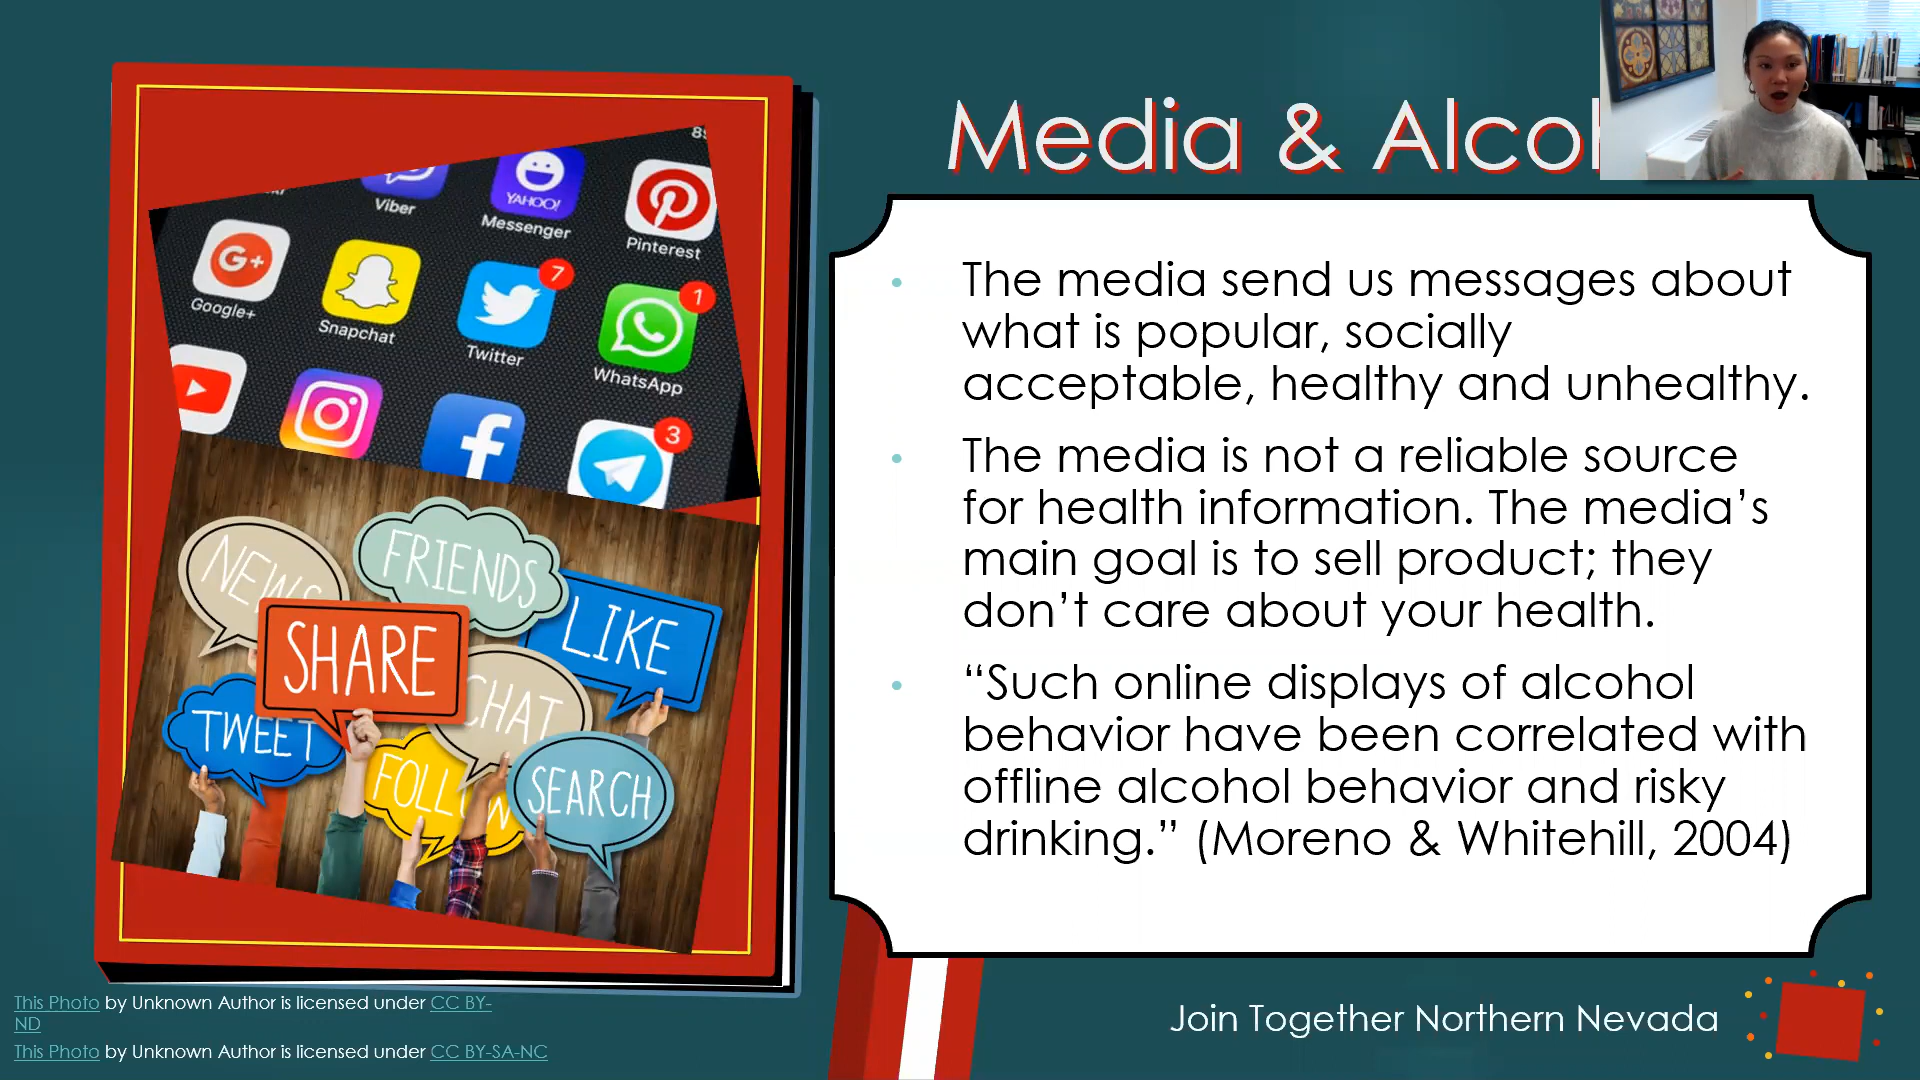 Media & Alcoh
The media send us messages about
what is popular, socially
acceptable, healthy and unhealthy.
The media is not a reliable source
for health information. The media’s
main goal is to sell product; they
don’t care about your health.
“Such online displays of alcohol
behavior have been correlated with
offline alcohol behavior and risky
drinking.” (Moreno & Whitehill, 2004)
Viber
YAHOO!
Messenger
Pinterest
G+
Google+
Snapchat
7
Twitter
1
WhatsApp
3
NEWS
FRIENDS
LIKE
SHARE
CHAT
TWEET
FOLLOW
SEARCH
This Photo by Unknown Author is licensed under CC BY-
ND
This Photo by Unknown Author is licensed under CC BY-SA-NC
Join Together Northern Nevada